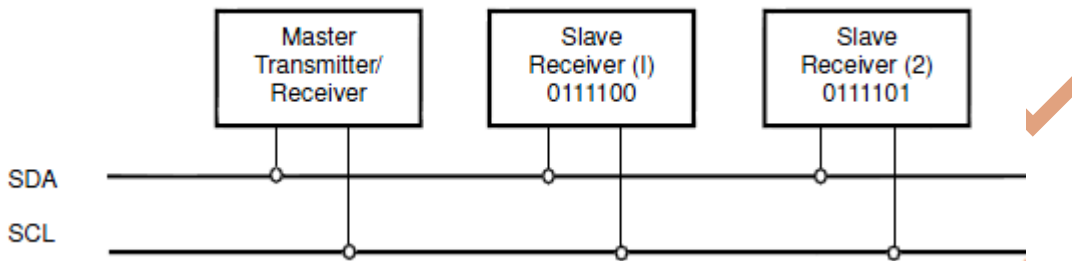 Master
Transmitter/
Receiver
Slave
Receiver (I)
0111100
Slave
Receiver (2)
0111101
SDA
SCL